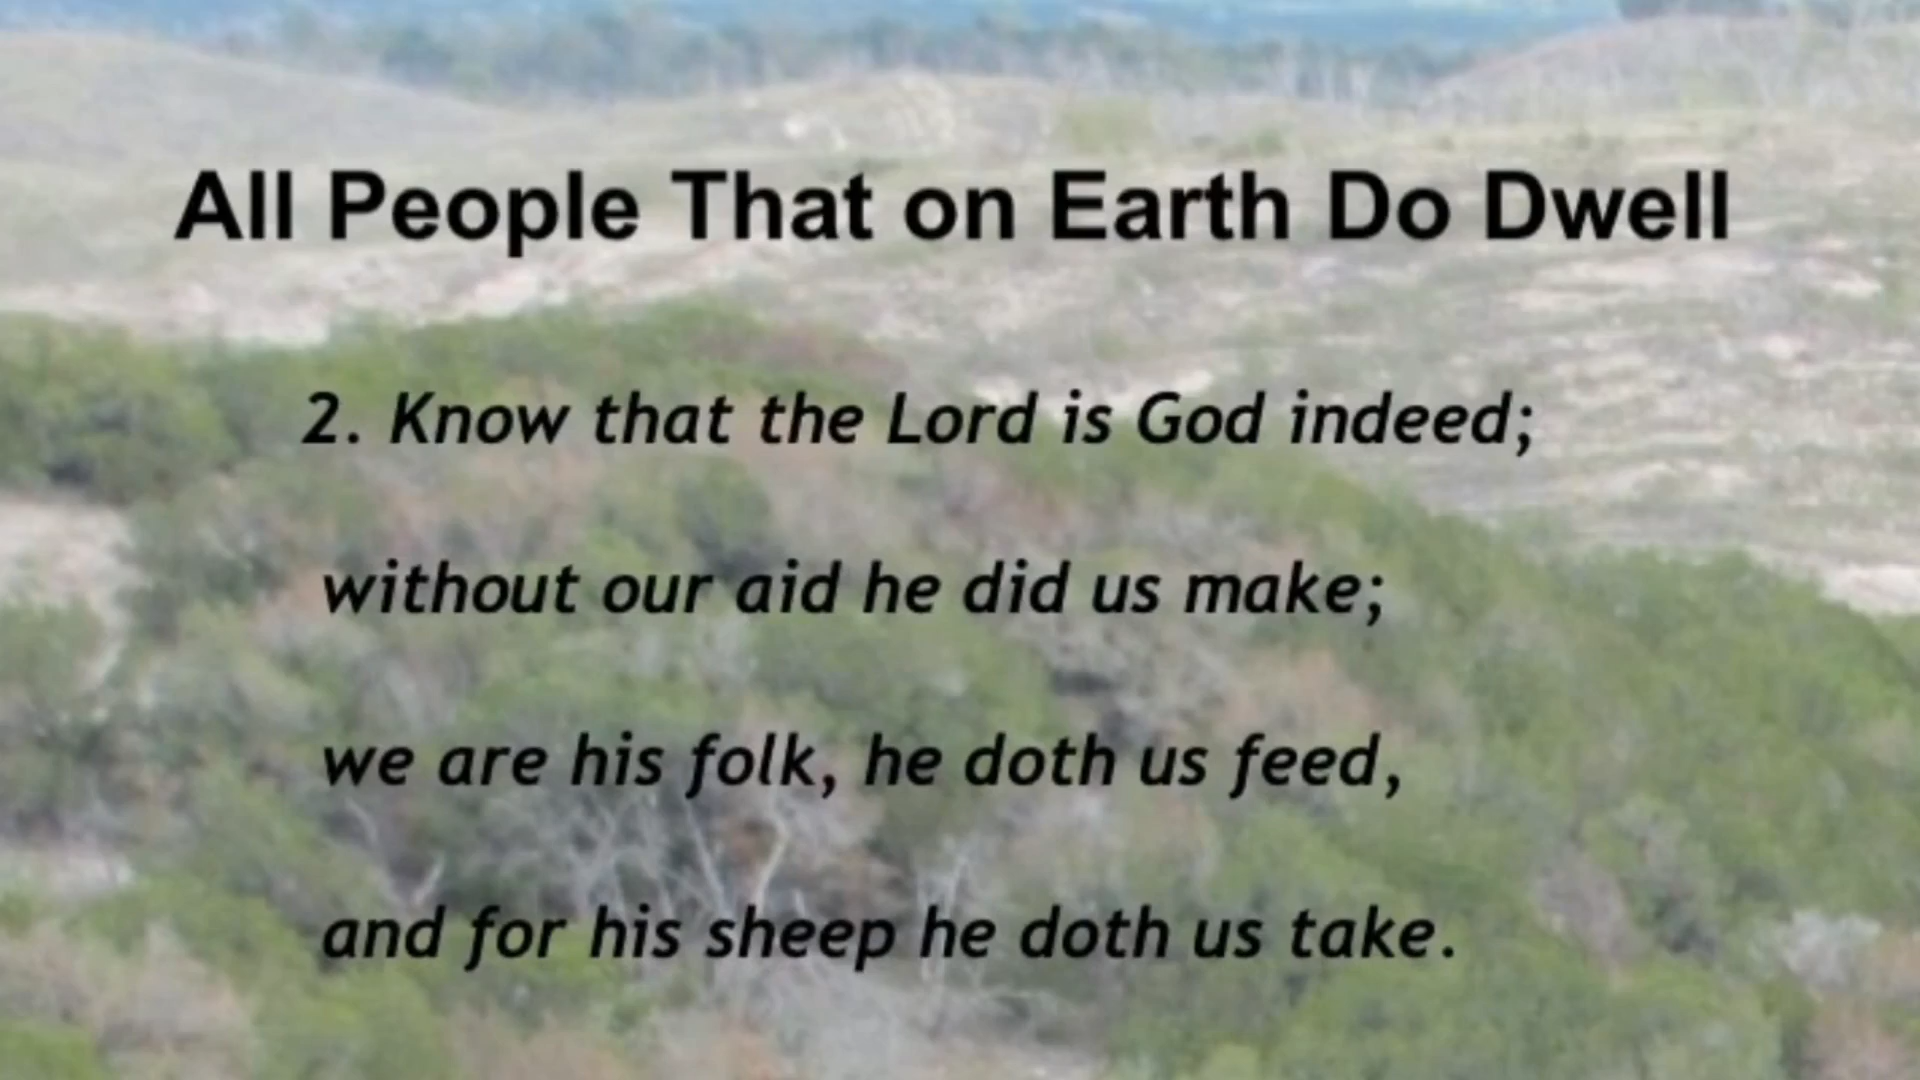 All People That on Earth Do Dwell
2. Know that the Lord is God indeed;
without our aid he did us make;
we are his folk, he doth us feed,
and for his sheep he doth us take.